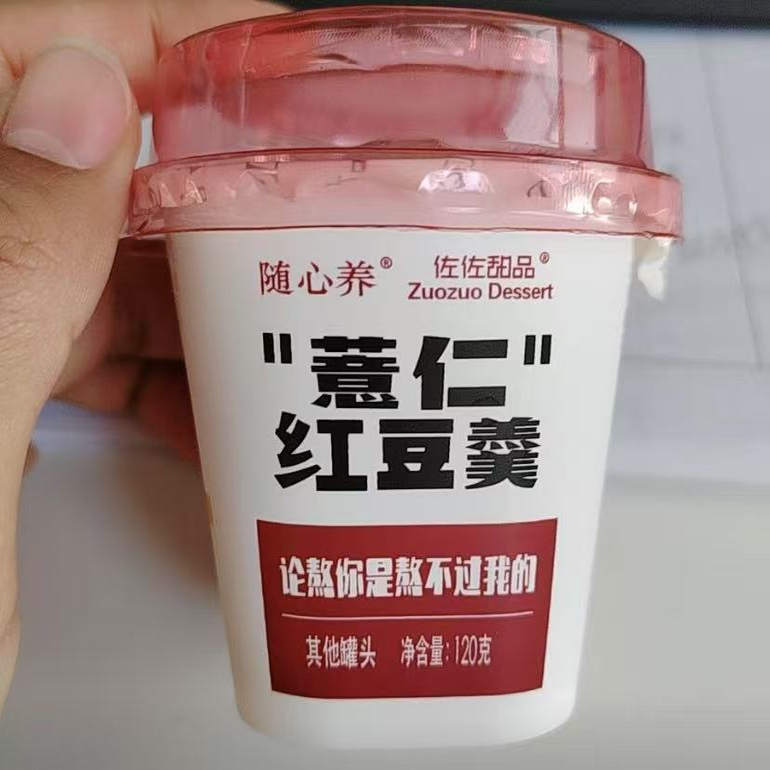 随心养® 佐佐甜品®
Zuozuo Dessert
"薏仁"
红豆羹
论熬你是熬不过我的
其他罐头 净含量:120克